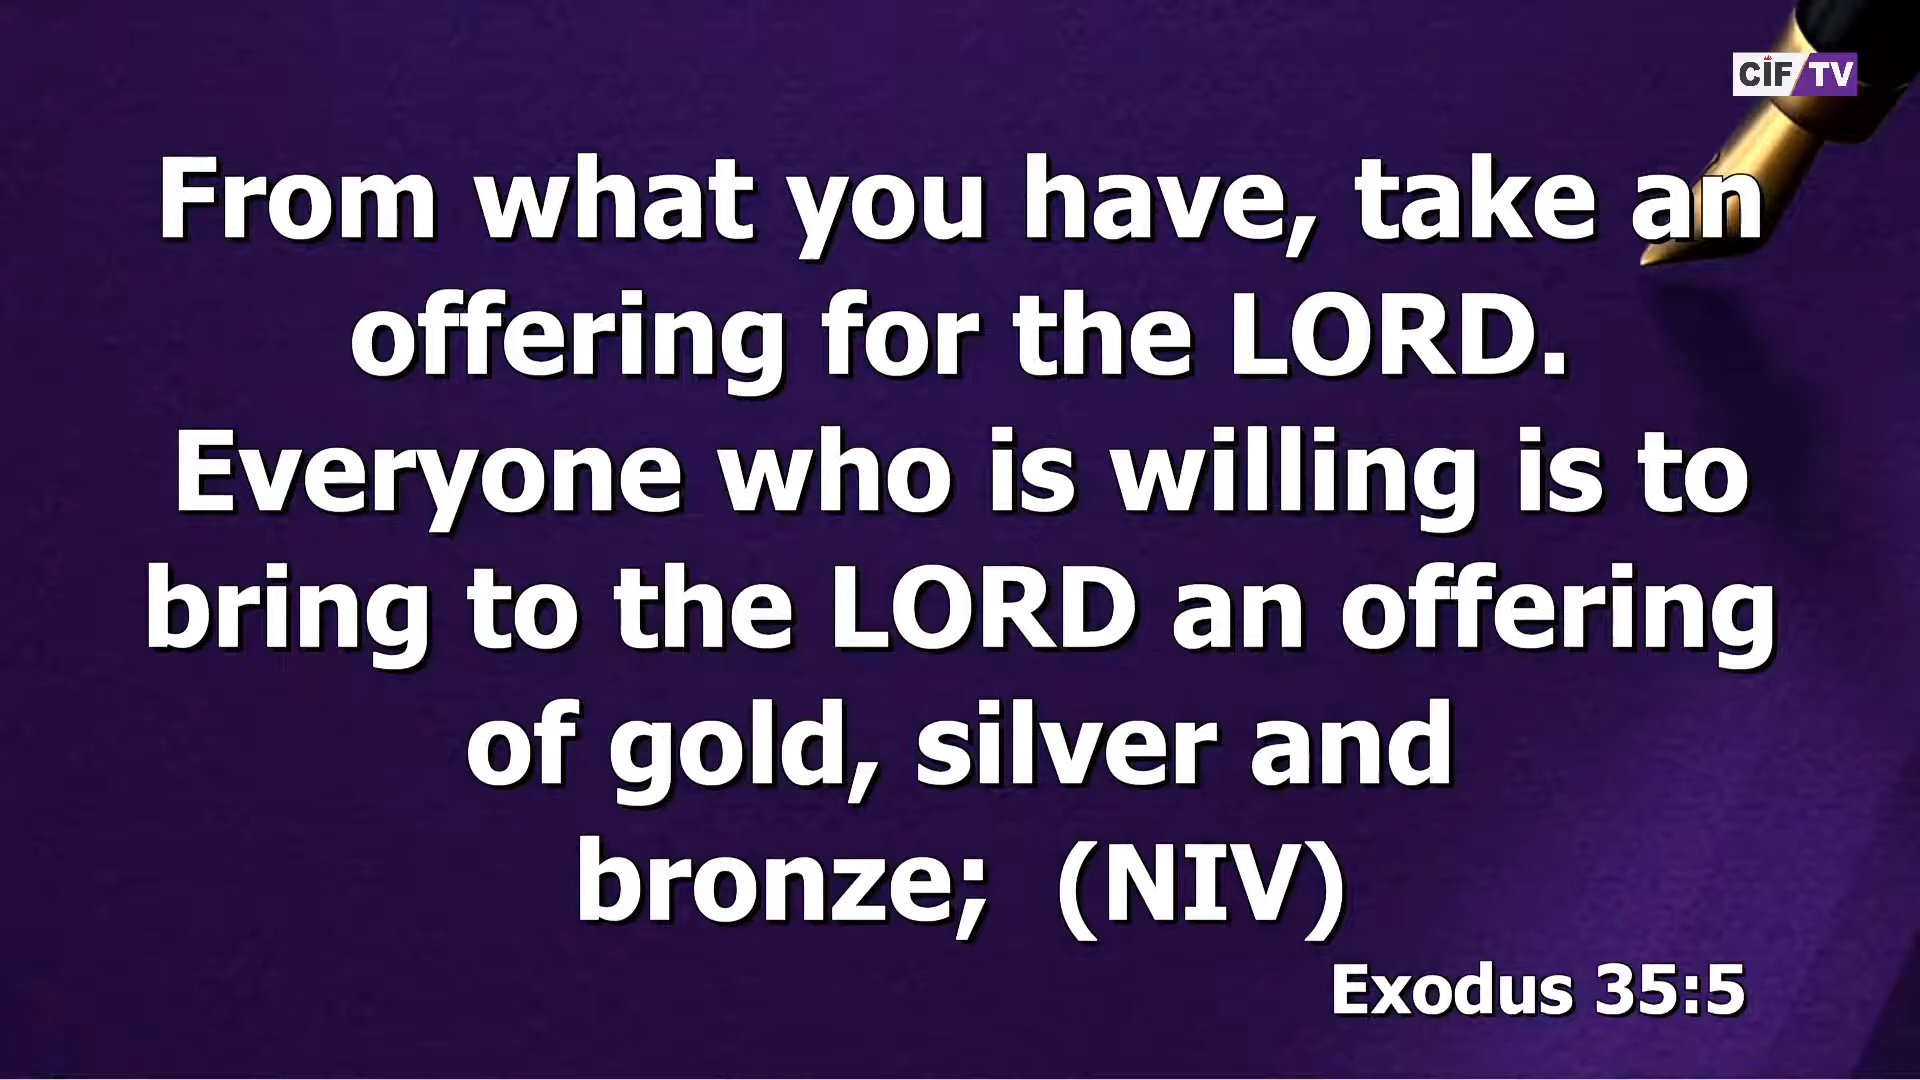 CiF/TV
From what you have, take an
offering for the LORD.
Everyone who is willing is to
bring to the LORD an offering
of gold, silver and
bronze;  (NIV)
Exodus 35:5